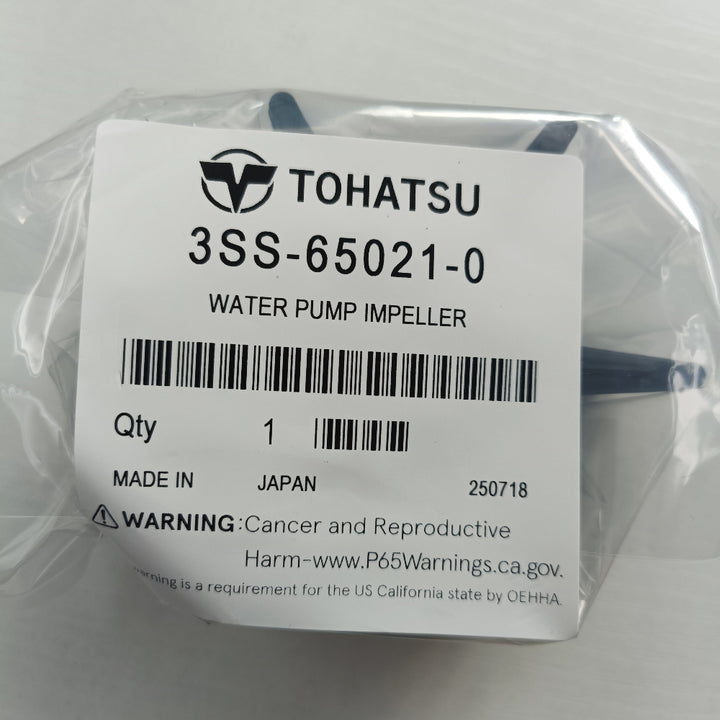 TOHATSU
3SS-65021-0
WATER PUMP IMPELLER
Qty 1
MADE IN JAPAN 250718
WARNING:Cancer and Reproductive
Harm-www.P65Warnings.ca.gov.
is a requirement for the US California state by OEHHA.